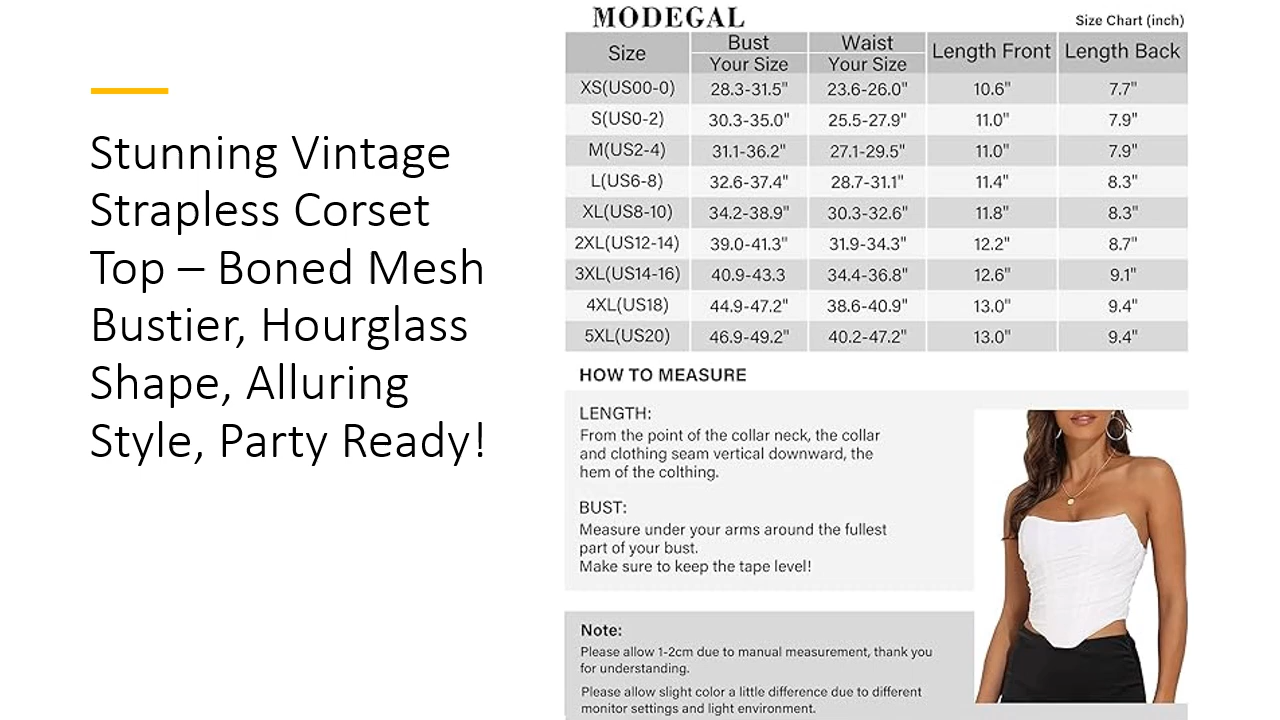 Stunning Vintage
Strapless Corset
Top – Boned Mesh
Bustier, Hourglass
Shape, Alluring
Style, Party Ready!
MODEGAL
Size Chart (inch)
Size Bust Waist Length Front Length Back
Your Size Your Size
XS(US00-0) 28.3-31.5" 23.6-26.0" 10.6" 7.7"
S(US0-2) 30.3-35.0" 25.5-27.9" 11.0" 7.9"
M(US2-4) 31.1-36.2" 27.1-29.5" 11.0" 7.9"
L(US6-8) 32.6-37.4" 28.7-31.1" 11.4" 8.3"
XL(US8-10) 34.2-38.9" 30.3-32.6" 11.8" 8.3"
2XL(US12-14) 39.0-41.3" 31.9-34.3" 12.2" 8.7"
3XL(US14-16) 40.9-43.3 34.4-36.8" 12.6" 9.1"
4XL(US18) 44.9-47.2" 38.6-40.9" 13.0" 9.4"
5XL(US20) 46.9-49.2" 40.2-47.2" 13.0" 9.4"
HOW TO MEASURE
LENGTH:
From the point of the collar neck, the collar
and clothing seam vertical downward, the
hem of the colthing.
BUST:
Measure under your arms around the fullest
part of your bust.
Make sure to keep the tape level!
Note:
Please allow 1-2cm due to manual measurement, thank you
for understanding.
Please allow slight color a little difference due to different
monitor settings and light environment.